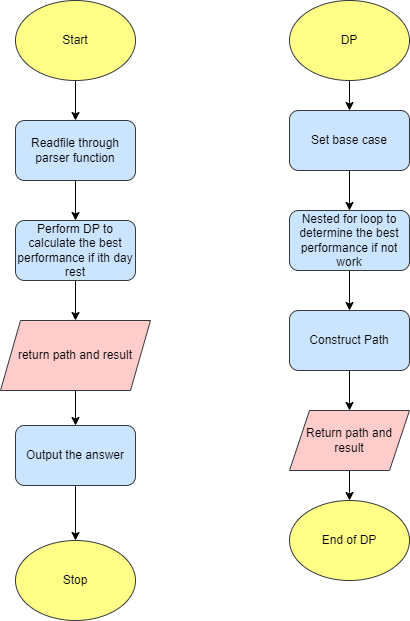 Start
Readfile through
parser function
Perform DP to
calculate the best
performance if ith day
rest
return path and result
Output the answer
Stop
DP
Set base case
Nested for loop to
determine the best
performance if not
work
Construct Path
Return path and
result
End of DP